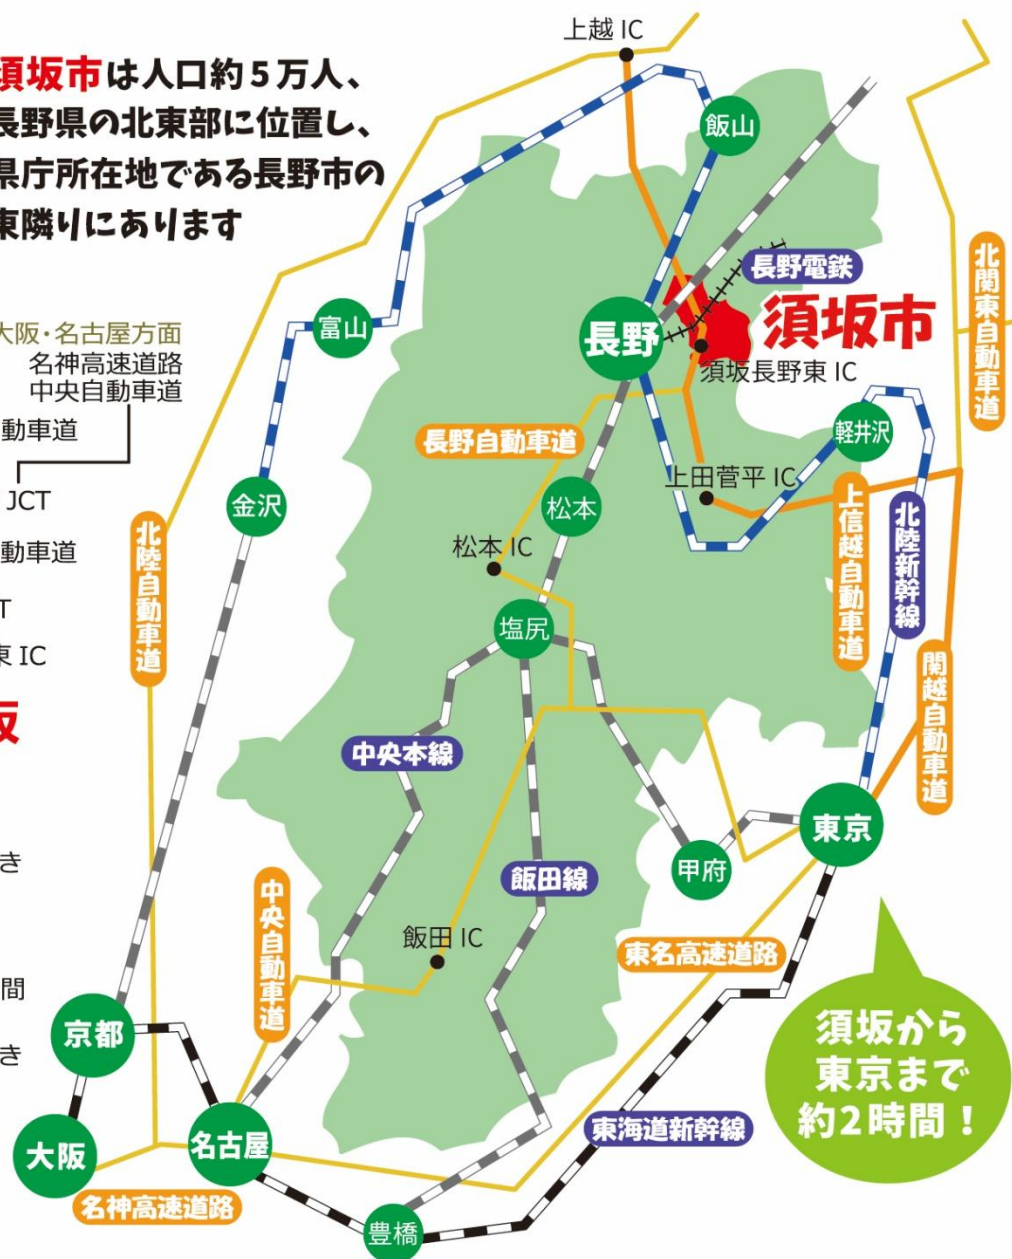 須坂市は人口約5万人、
長野県の北東部に位置し、
県庁所在地である長野市の
東隣りにあります
大阪・名古屋方面
名神高速道路
中央自動車道
動車道
JCT
動車道
T
東 IC
坂
き
間
き
上越 IC
飯山
長野電鉄
須坂市
長野
須坂長野東 IC
富山
北関東自動車道
長野自動車道
軽井沢
上田菅平 IC
金沢
松本
松本 IC
北陸自動車道
上信越自動車道
北陸新幹線
塩尻
関越自動車道
中央本線
東京
甲府
飯田線
中央自動車道
飯田 IC
東名高速道路
須坂から
東京まで
約2時間!
京都
大阪
名古屋
東海道新幹線
名神高速道路
豊橋